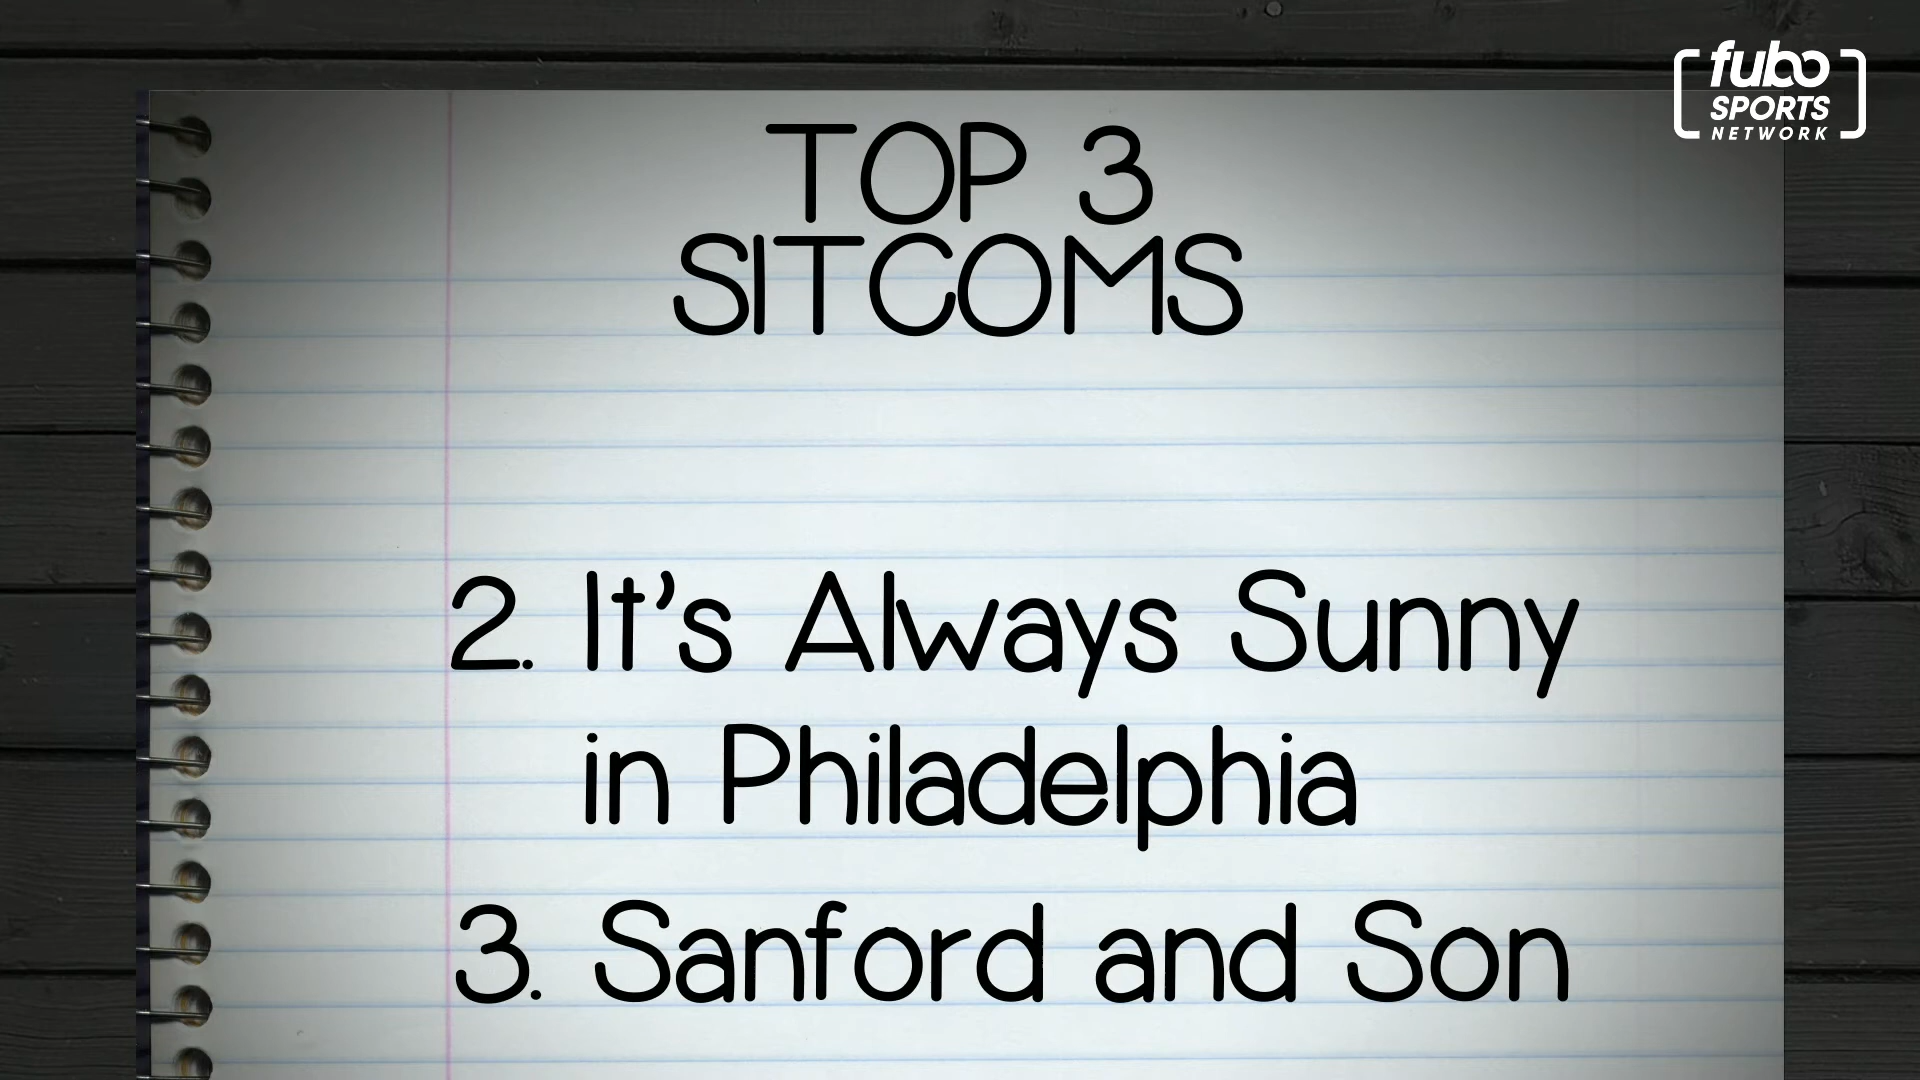 fubo
SPORTS
NETWORK
TOP 3
SITCOMS
2. It's Always Sunny
in Philadelphia
3. Sanford and Son